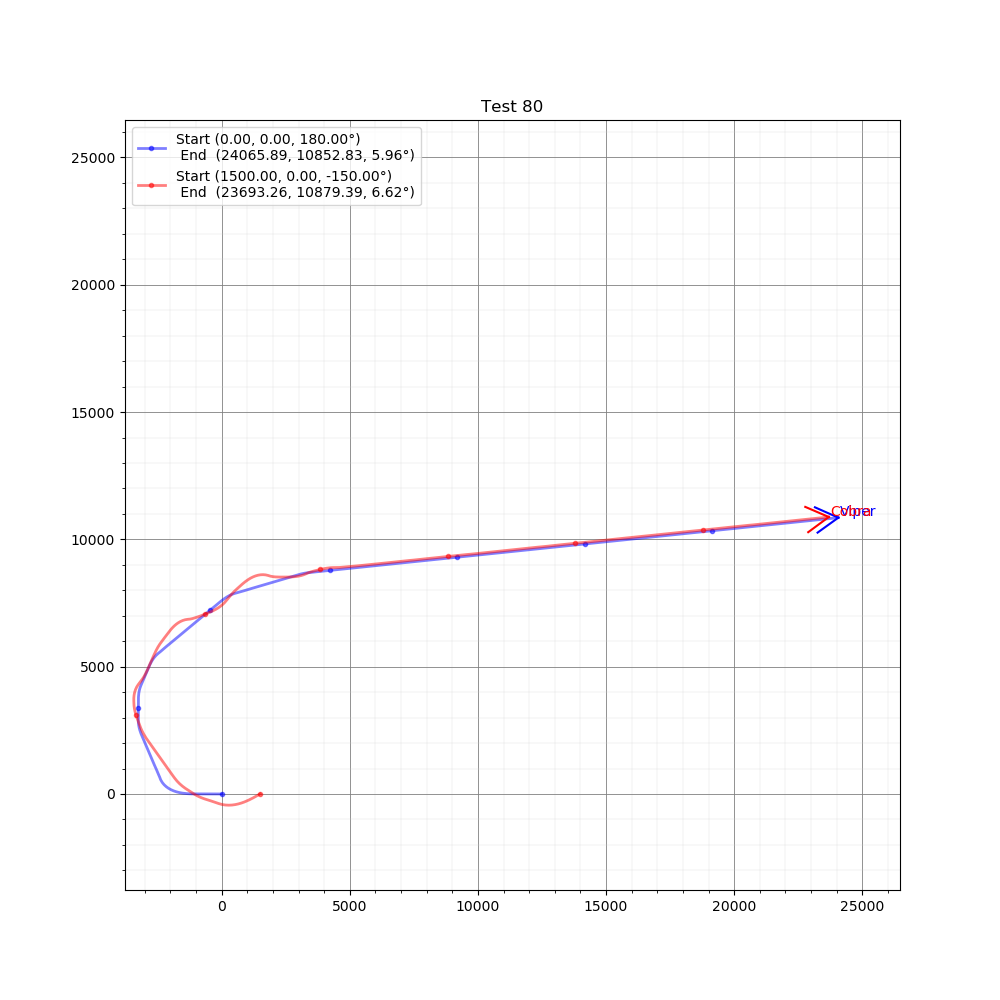 Test 80
Start (0.00, 0.00, 180.00°)
End (24065.89, 10852.83, 5.96°)
Start (1500.00, 0.00, -150.00°)
End (23693.26, 10879.39, 6.62°)
25000
20000
15000
Cobra Viper
10000
5000
0
0 5000 10000 15000 20000 25000